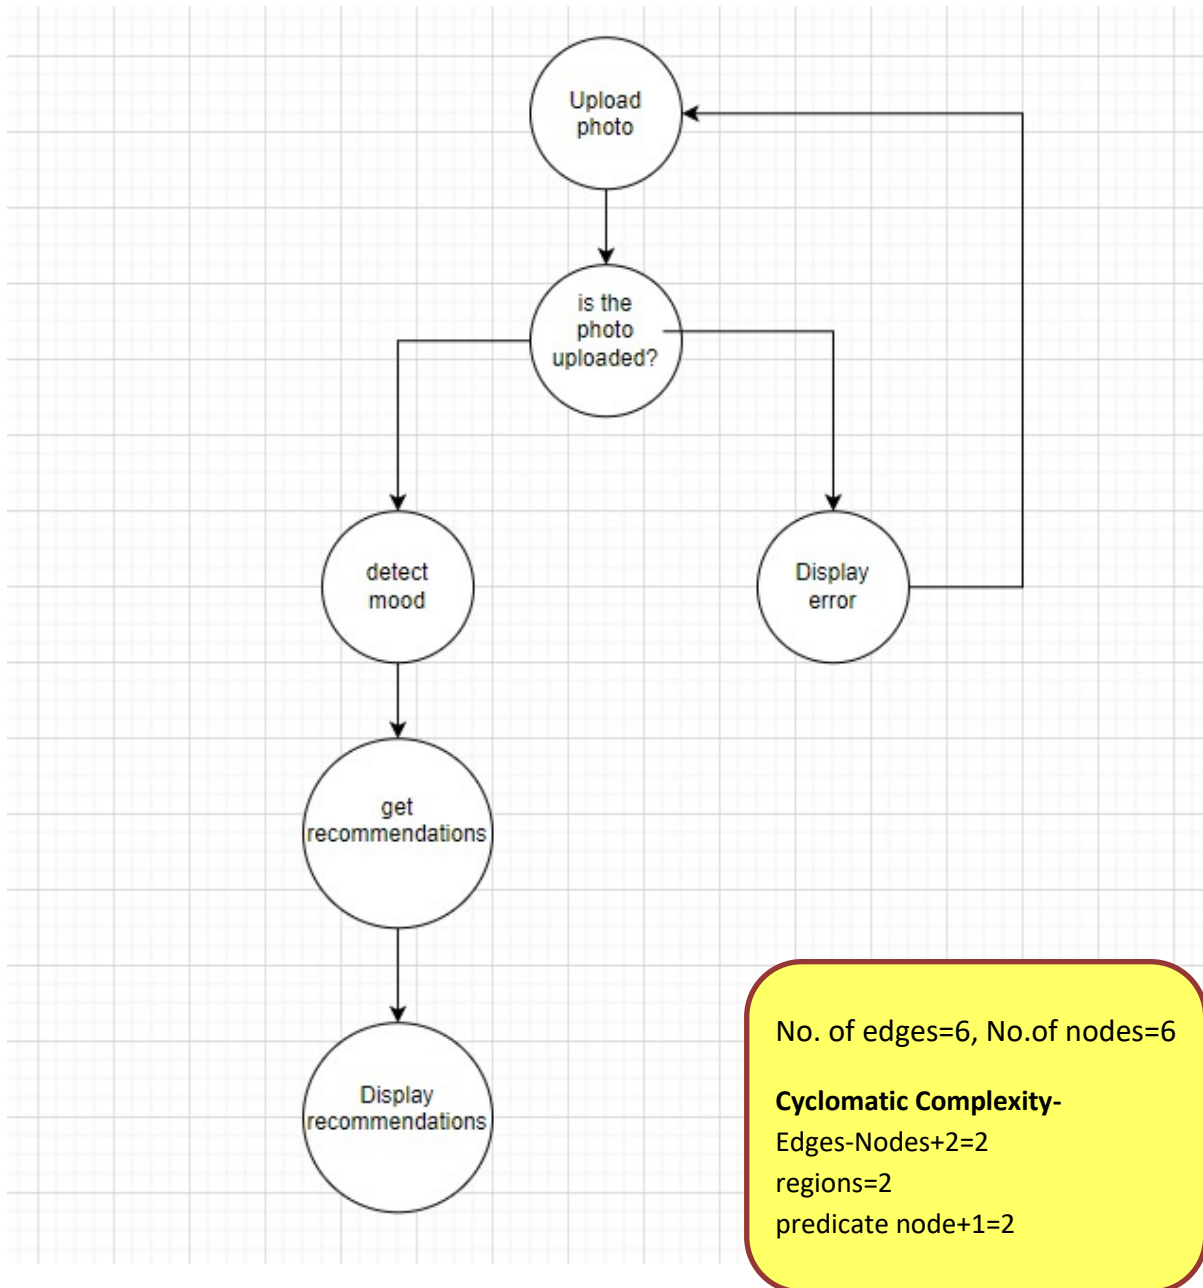 Upload
photo
is the
photo
uploaded?
detect
mood
Display
error
get
recommendations
Display
recommendations
No. of edges=6, No.of nodes=6
Cyclomatic Complexity-
Edges-Nodes+2=2
regions=2
predicate node+1=2